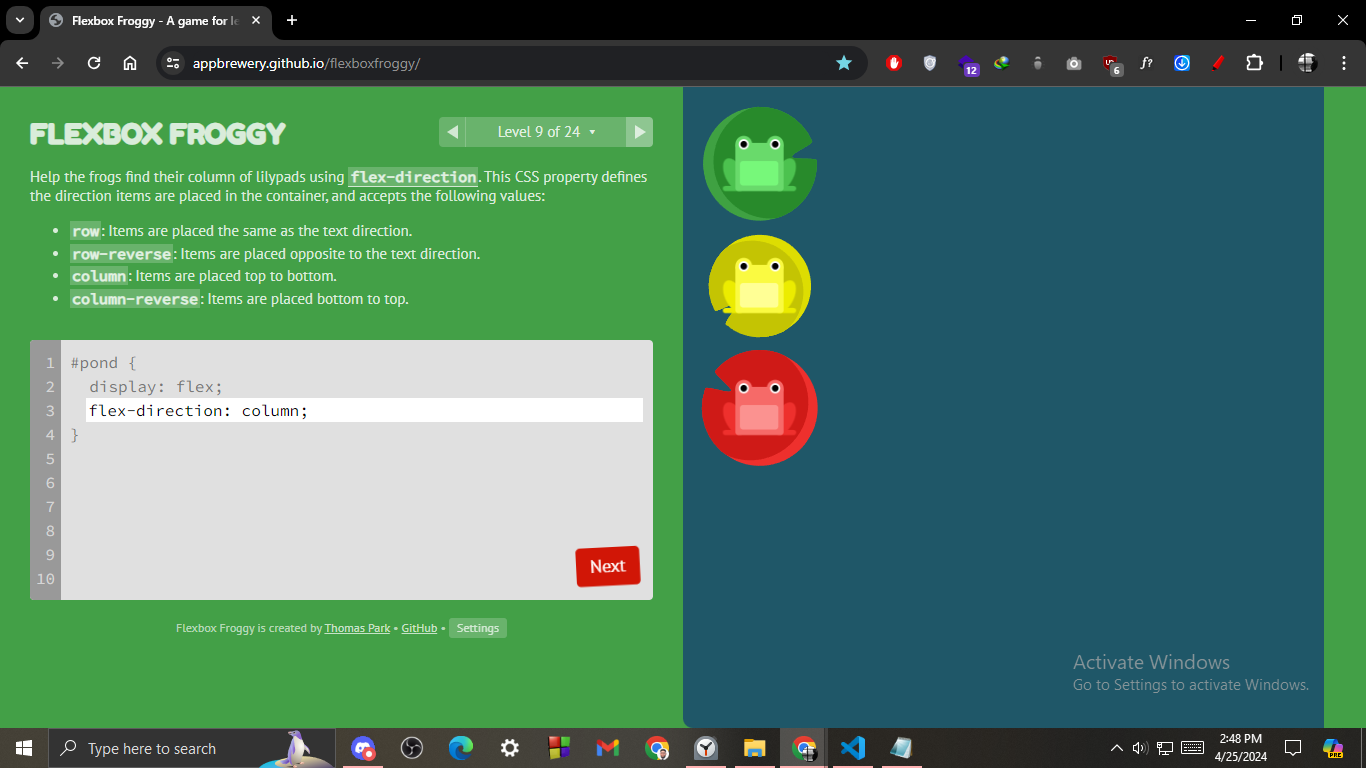 Flexbox Froggy - A game for le
appbrewery.github.io/flexboxfroggy/
12
6
f?
FLEXBOX FROGGY
Level 9 of 24
Help the frogs find their column of lilypads using flex-direction. This CSS property defines
the direction items are placed in the container, and accepts the following values:
• row: Items are placed the same as the text direction.
• row-reverse: Items are placed opposite to the text direction.
• column: Items are placed top to bottom.
• column-reverse: Items are placed bottom to top.
1 #pond {
2 display: flex;
3 flex-direction: column;
4 }
5
6
7
8
9
10
Next
Flexbox Froggy is created by Thomas Park • GitHub • Settings
Activate Windows
Go to Settings to activate Windows.
Type here to search
2:48 PM
4/25/2024
PRE